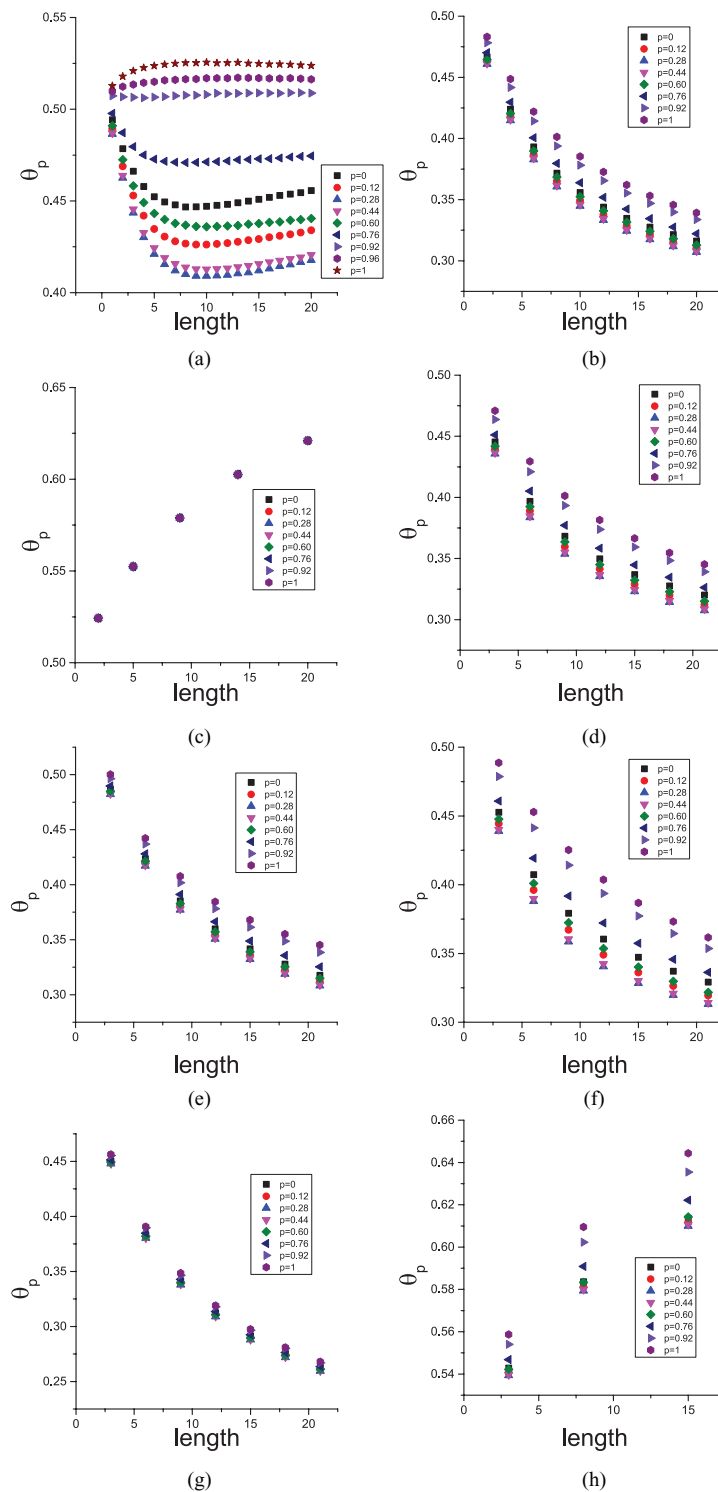 0.55
0.50
0.45
0.40
θp
0 5 10 15 20
length
p=0
p=0.12
p=0.28
p=0.44
p=0.60
p=0.76
p=0.92
p=0.96
p=1
(a)
0.50
0.45
0.40
0.35
0.30
θp
0 5 10 15 20
length
p=0
p=0.12
p=0.28
p=0.44
p=0.60
p=0.76
p=0.92
p=1
(b)
0.65
0.60
0.55
0.50
θp
0 5 10 15 20
length
p=0
p=0.12
p=0.28
p=0.44
p=0.60
p=0.76
p=0.92
p=1
(c)
0.50
0.45
0.40
0.35
0.30
θp
0 5 10 15 20
length
p=0
p=0.12
p=0.28
p=0.44
p=0.60
p=0.76
p=0.92
p=1
(d)
0.50
0.45
0.40
0.35
0.30
θp
0 5 10 15 20
length
p=0
p=0.12
p=0.28
p=0.44
p=0.60
p=0.76
p=0.92
p=1
(e)
0.50
0.45
0.40
0.35
0.30
θp
0 5 10 15 20
length
p=0
p=0.12
p=0.28
p=0.44
p=0.60
p=0.76
p=0.92
p=1
(f)
0.45
0.40
0.35
0.30
0.25
θp
0 5 10 15 20
length
p=0
p=0.12
p=0.28
p=0.44
p=0.60
p=0.76
p=0.92
p=1
(g)
0.66
0.64
0.62
0.60
0.58
0.56
0.54
θp
0 5 10 15
length
p=0
p=0.12
p=0.28
p=0.44
p=0.60
p=0.76
p=0.92
p=1
(h)